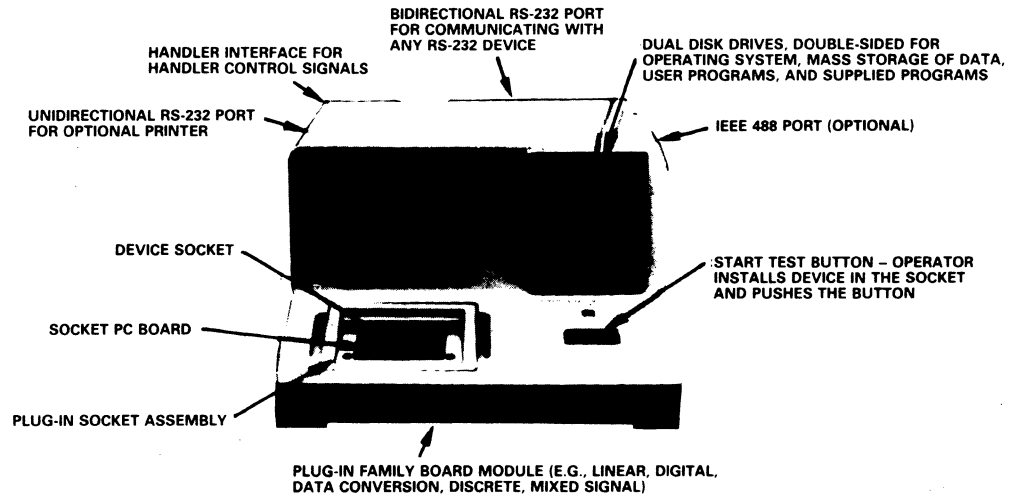 BIDIRECTIONAL RS-232 PORT
FOR COMMUNICATING WITH
ANY RS-232 DEVICE
HANDLER INTERFACE FOR
HANDLER CONTROL SIGNALS
DUAL DISK DRIVES, DOUBLE-SIDED FOR
OPERATING SYSTEM, MASS STORAGE OF DATA,
USER PROGRAMS, AND SUPPLIED PROGRAMS
UNIDIRECTIONAL RS-232 PORT
FOR OPTIONAL PRINTER
IEEE 488 PORT (OPTIONAL)
DEVICE SOCKET
START TEST BUTTON – OPERATOR
INSTALLS DEVICE IN THE SOCKET
AND PUSHES THE BUTTON
SOCKET PC BOARD
PLUG-IN SOCKET ASSEMBLY
PLUG-IN FAMILY BOARD MODULE (E.G., LINEAR, DIGITAL,
DATA CONVERSION, DISCRETE, MIXED SIGNAL)